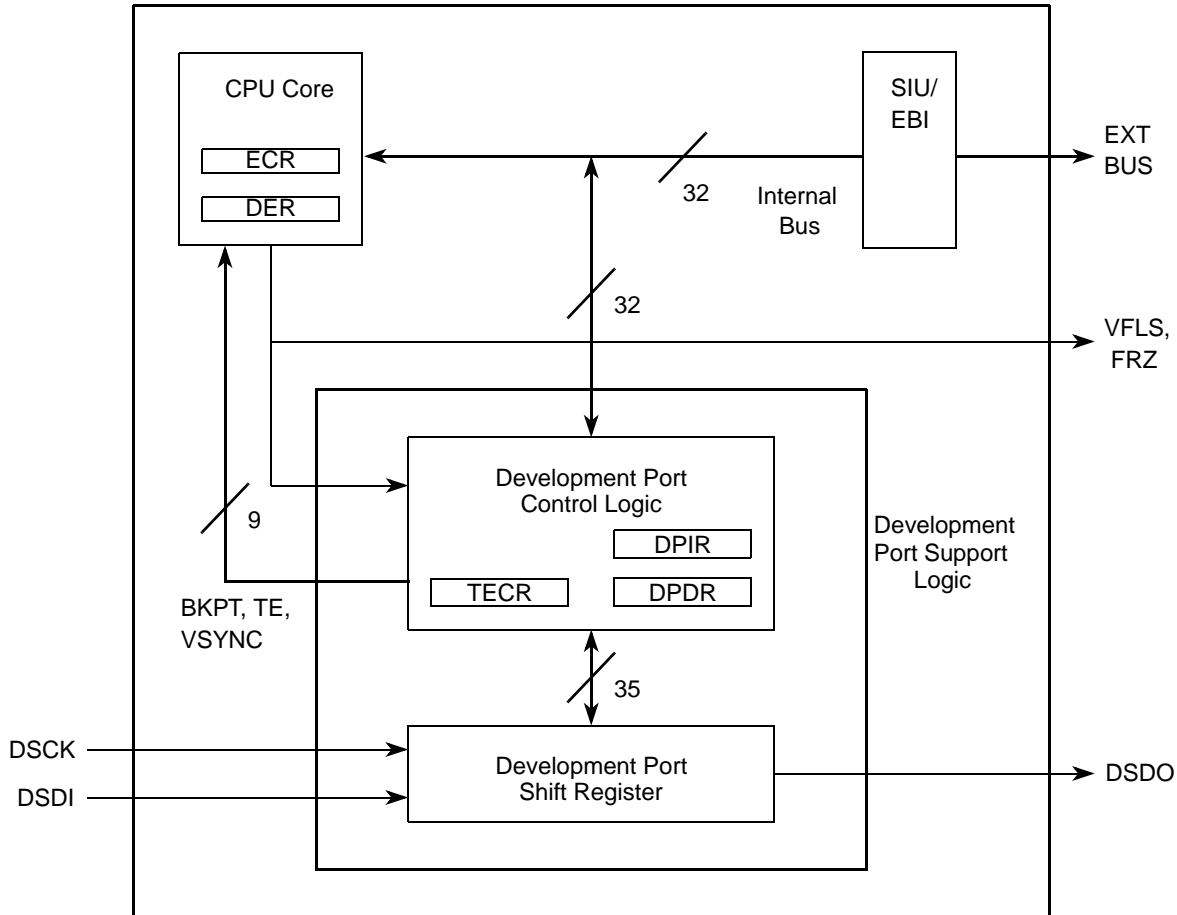 CPU Core
ECR
DER
SIU/
EBI
EXT
BUS
32
Internal
Bus
32
VFLS,
FRZ
Development Port
Control Logic
DPIR
TECR
DPDR
9
BKPT, TE,
VSYNC
Development
Port Support
Logic
35
DSCK
DSDI
Development Port
Shift Register
DSDO